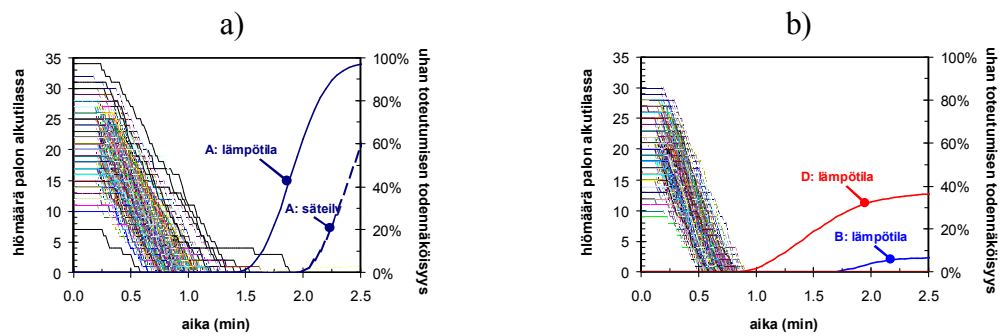 a)
hlömäärä palon alkutilassa
35
30
25
20
15
10
5
0
A: lämpötila
A: säteily
100%
80%
60%
40%
20%
0%
uhan toteutumisen todennäköisyys
0.0 0.5 1.0 1.5 2.0 2.5
aika (min)
b)
hlömäärä palon alkutilassa
35
30
25
20
15
10
5
0
D: lämpötila
B: lämpötila
100%
80%
60%
40%
20%
0%
uhan toteutumisen todennäköisyys
0.0 0.5 1.0 1.5 2.0 2.5
aika (min)